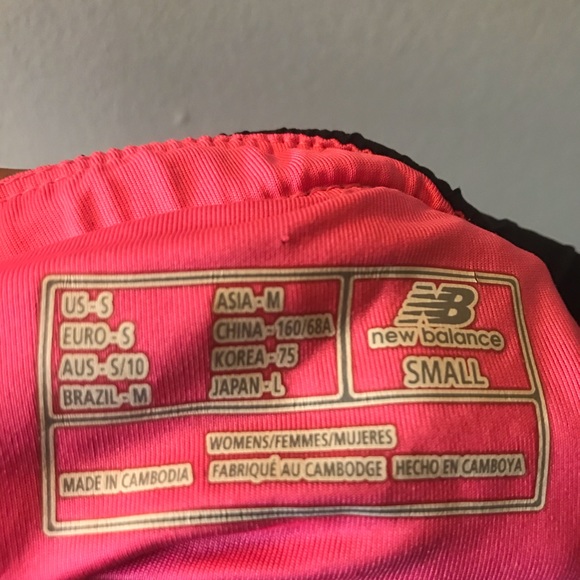 US-S
EURO-S
AUS-S/10
BRAZIL-M
ASIA-M
CHINA-160/68A
KOREA-75
JAPAN-L
NB
new balance
SMALL
WOMENS/FEMMES/MUJERES
MADE IN CAMBODIA FABRIQUÉ AU CAMBODGE HECHO EN CAMBOYA